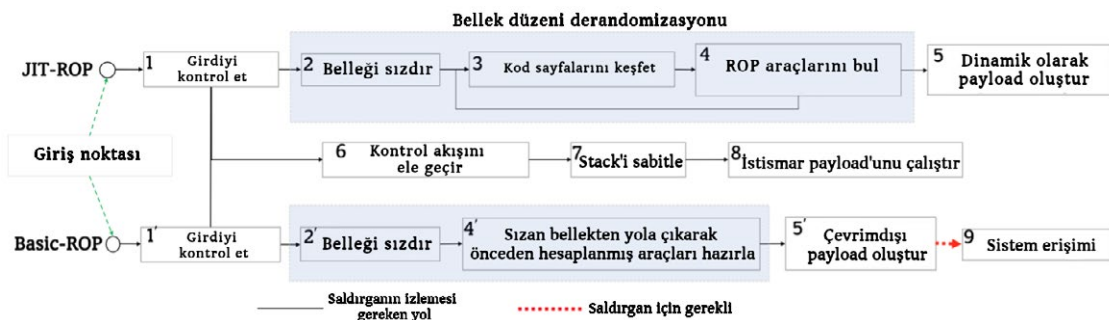 Bellek düzeni derandomizasyonu
JIT-ROP
1
Girdiyi
kontrol et
2
Belleği sızdır
3
Kod sayfalarını keşfet
4
ROP araçlarını bul
5
Dinamik olarak
payload oluştur
Giriş noktası
6
Kontrol akışını
ele geçir
7
Stack'i sabitle
8
İstismar payload'unu çalıştır
Basic-ROP
1'
Girdiyi
kontrol et
2'
Belleği sızdır
4'
Sızan bellekten yola çıkarak
önceden hesaplanmış araçları hazırla
5'
Çevrimdışı
payload oluştur
9
Sistem erişimi
Saldırganın izlemesi
gereken yol
Saldırgan için gerekli